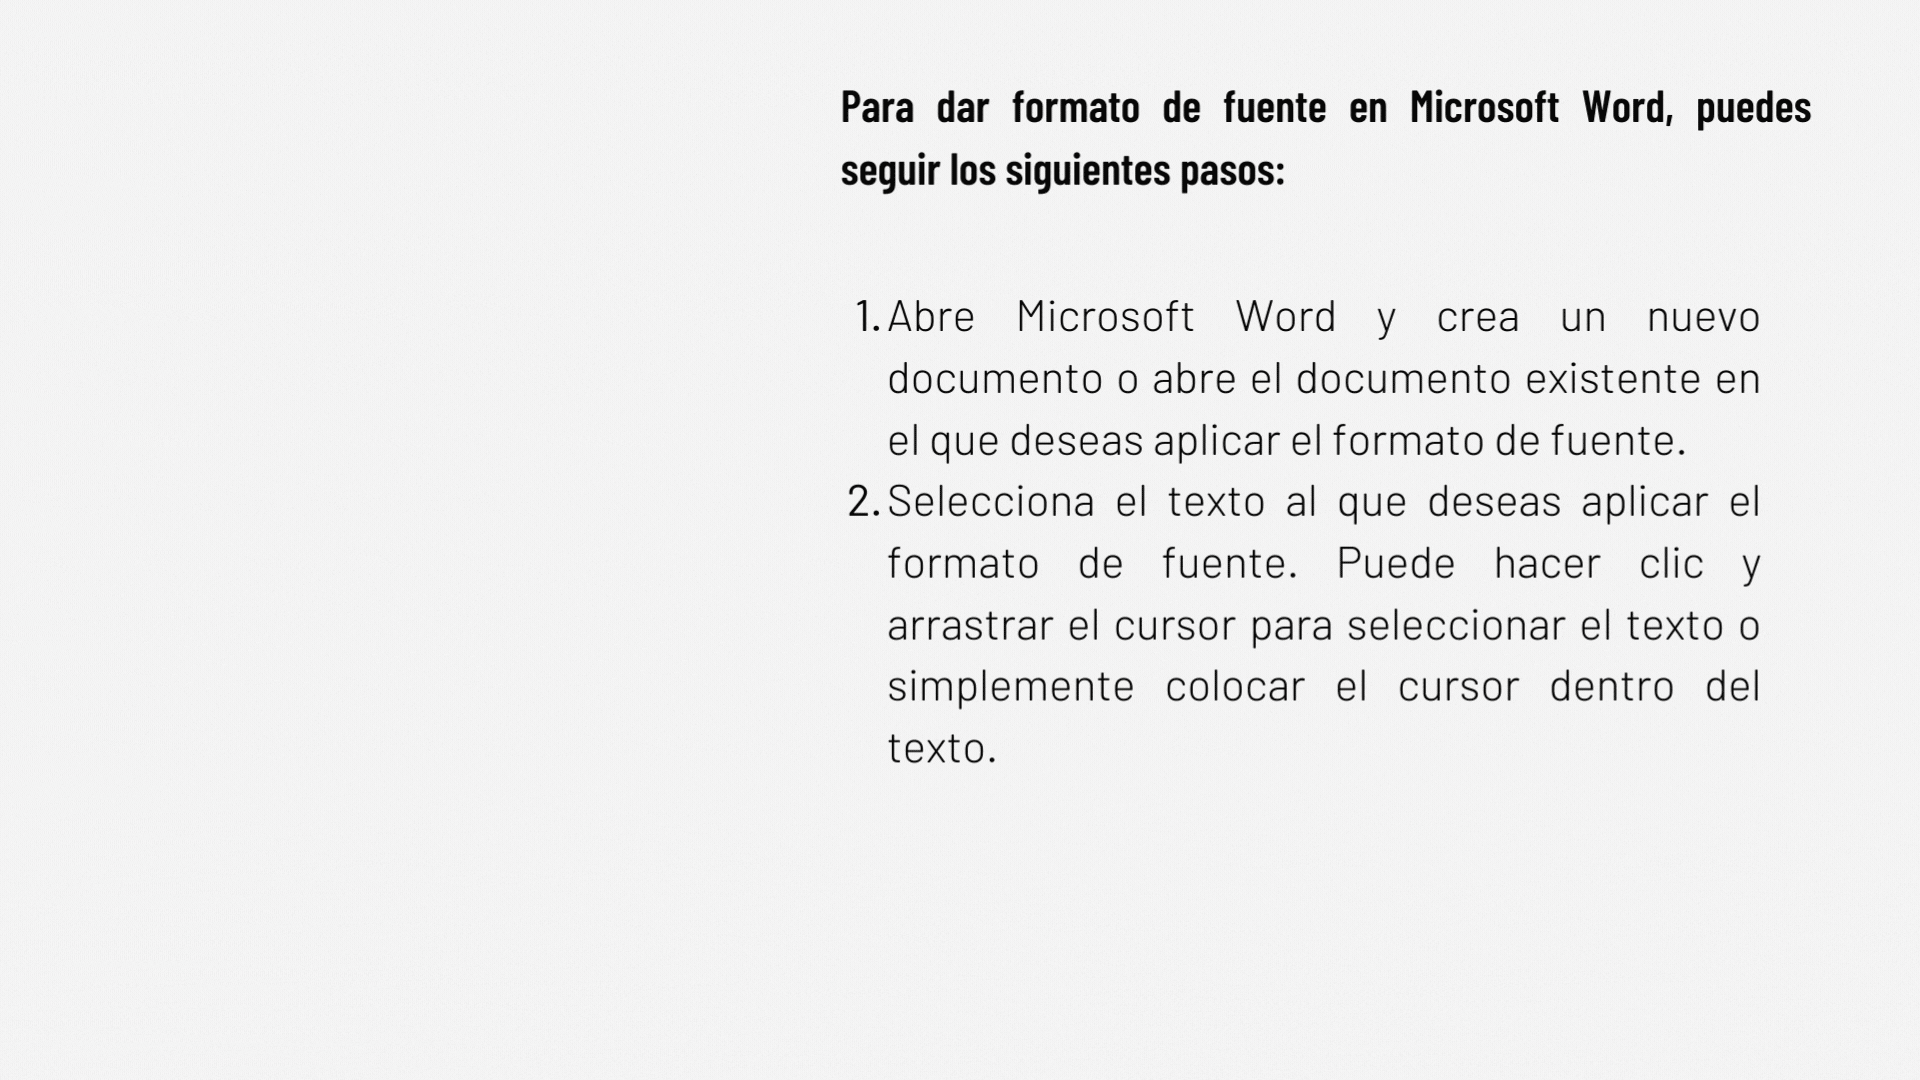 Para dar formato de fuente en Microsoft Word, puedes
seguir los siguientes pasos:
1. Abre Microsoft Word y crea un nuevo
documento o abre el documento existente en
el que deseas aplicar el formato de fuente.
2. Selecciona el texto al que deseas aplicar el
formato de fuente. Puede hacer clic y
arrastrar el cursor para seleccionar el texto o
simplemente colocar el cursor dentro del
texto.